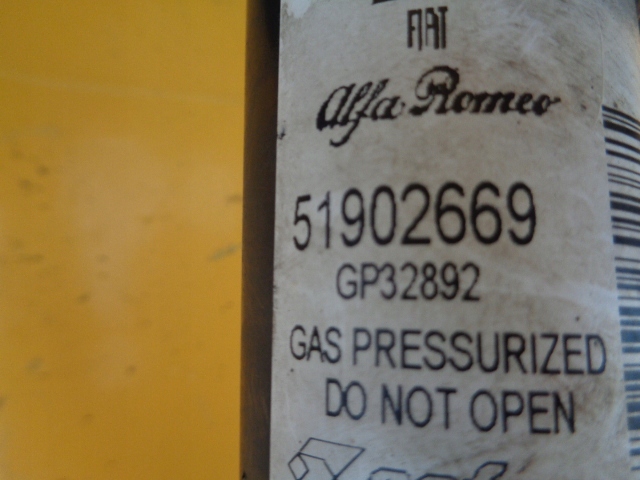 FIAT
Alfa Romeo
51902669
GP32892
GAS PRESSURIZED
DO NOT OPEN